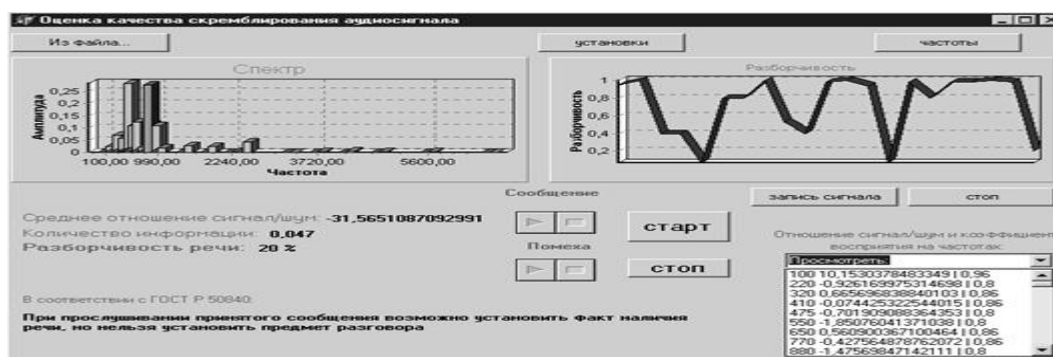 Оценка качества скремблирования аудиосигнала
Из файла...
установки
частоты
Спектр
Амплитуда
0,25
0,2
0,15
0,1
0,05
0
100,00 990,00 2240,00 3720,00 5600,00
Частота
Разборчивость
Разборчивость
1
0,8
0,6
0,4
0,2
Сообщение
запись сигнала
стоп
Среднее отношение сигнал/шум: -31,5651087092991
Количество информации: 0,047
Разборчивость речи: 20 %
старт
Помеха
стоп
Отношение сигнал/шум и коэффициент
восприятия на частотах:
Просмотреть:
100 10,1530378483349 | 0,96
220 -0,926169975314698 | 0,8
320 0,665696838840103 | 0,86
410 -0,07442532254401 5 | 0,86
475 -0,7019090883643 53 | 0,8
550 -1,85076041371038 | 0,8
650 0,560900367100464 | 0,86
770 -0,427564878762072 | 0,86
880 -1,47569847142111 | 0,8
В соответствии с ГОСТ Р 50840:
При прослушивании принятого сообщения возможно установить факт наличия
речи, но нельзя установить предмет разговора